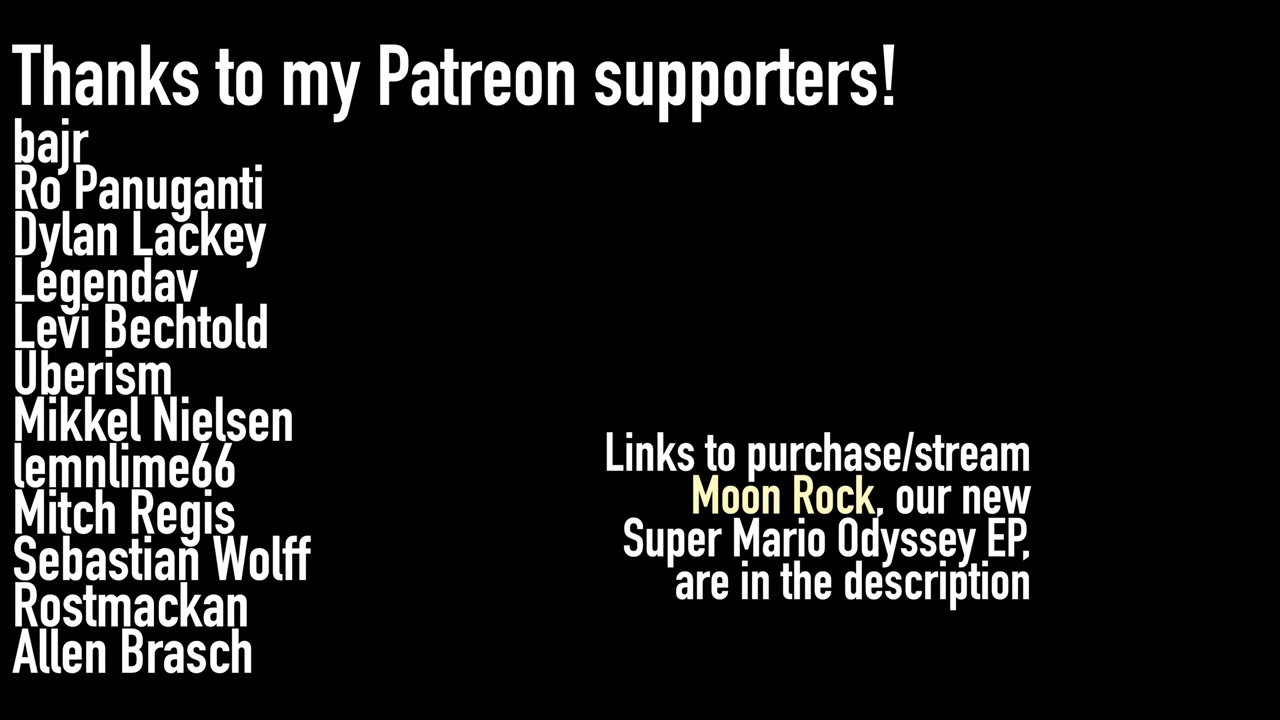 Thanks to my Patreon supporters!
bajr
Ro Panuganti
Dylan Lackey
Legendav
Levi Bechtold
Uberism
Mikkel Nielsen
lemnlime66
Mitch Regis
Sebastian Wolff
Rostmackan
Allen Brasch
Links to purchase/stream
Moon Rock, our new
Super Mario Odyssey EP,
are in the description